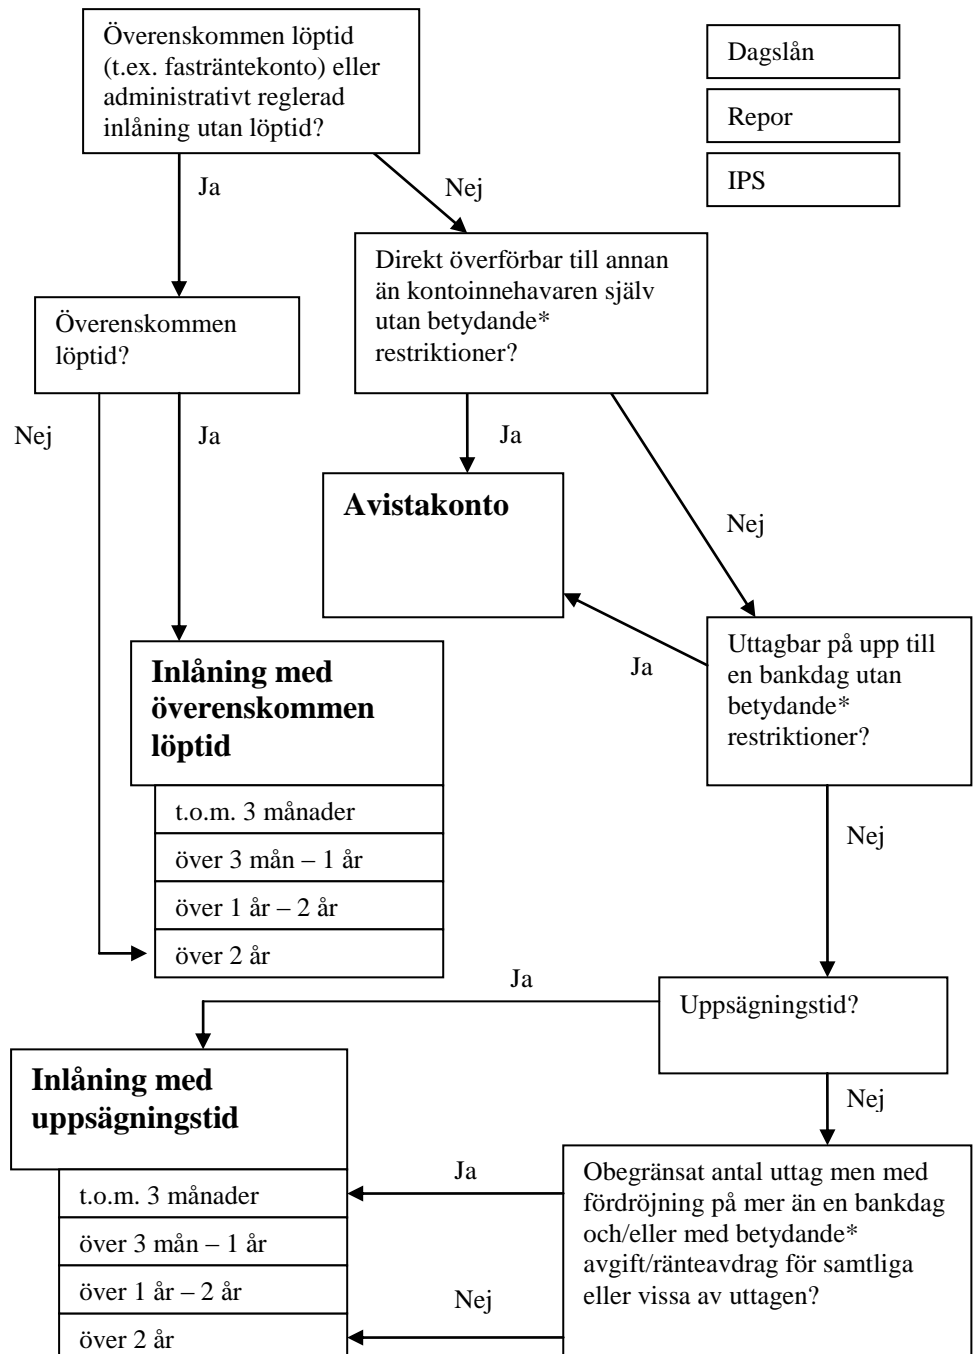 Överenskommen löptid
(t.ex. fasträntekonto) eller
administrativt reglerad
inlåning utan löptid?
Dagslån
Repor
IPS
Ja
Nej
Direkt överförbar till annan
än kontoinnehavaren själv
utan betydande*
restriktioner?
Överenskommen
löptid?
Nej
Ja
Ja
Avistakonto
Nej
Uttagbar på upp till
en bankdag utan
betydande*
restriktioner?
Ja
Inlåning med
överenskommen
löptid
t.o.m. 3 månader
över 3 mån – 1 år
över 1 år – 2 år
över 2 år
Nej
Ja
Uppsägningstid?
Inlåning med
uppsägningstid
Nej
t.o.m. 3 månader
över 3 mån – 1 år
över 1 år – 2 år
över 2 år
Ja
Nej
Obegränsat antal uttag men med
fördröjning på mer än en bankdag
och/eller med betydande*
avgift/ränteavdrag för samtliga
eller vissa av uttagen?